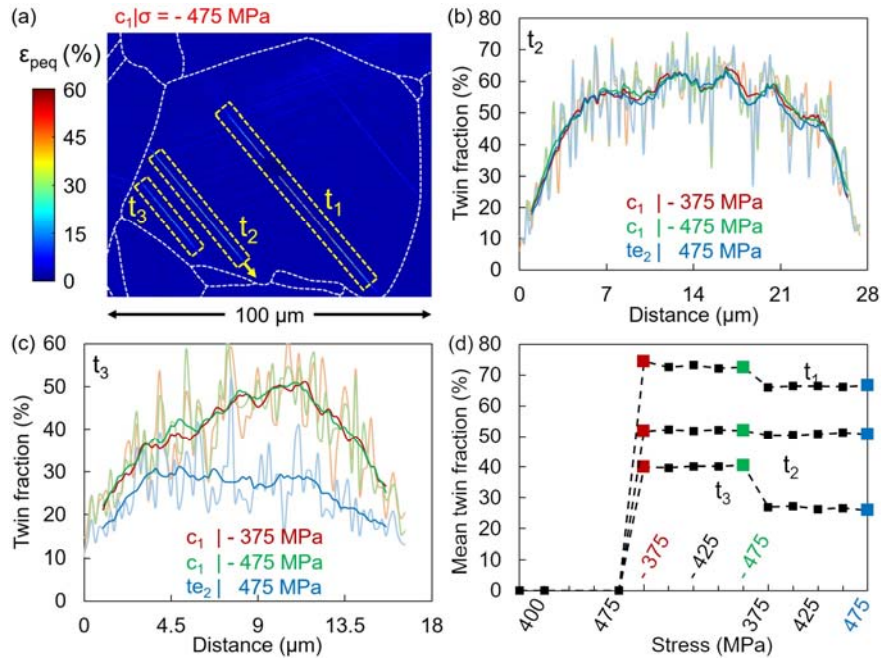 (a) c₁|σ = - 475 MPa
εpeq (%)
60
45
30
15
0
t₁
t₂
t₃
100 μm
(b)
t₂
Twin fraction (%)
80
70
60
50
40
30
20
10
0
c₁ | - 375 MPa
c₁ | - 475 MPa
te₂ | 475 MPa
0 7 14 21 28
Distance (μm)
(c)
t₃
Twin fraction (%)
60
50
40
30
20
10
0
c₁ | - 375 MPa
c₁ | - 475 MPa
te₂ | 475 MPa
0 4.5 9 13.5 18
Distance (μm)
(d)
Mean twin fraction (%)
80
70
60
50
40
30
20
10
0
t₁
t₂
t₃
- 375 - 425 - 475
400 475 375 425 475
Stress (MPa)